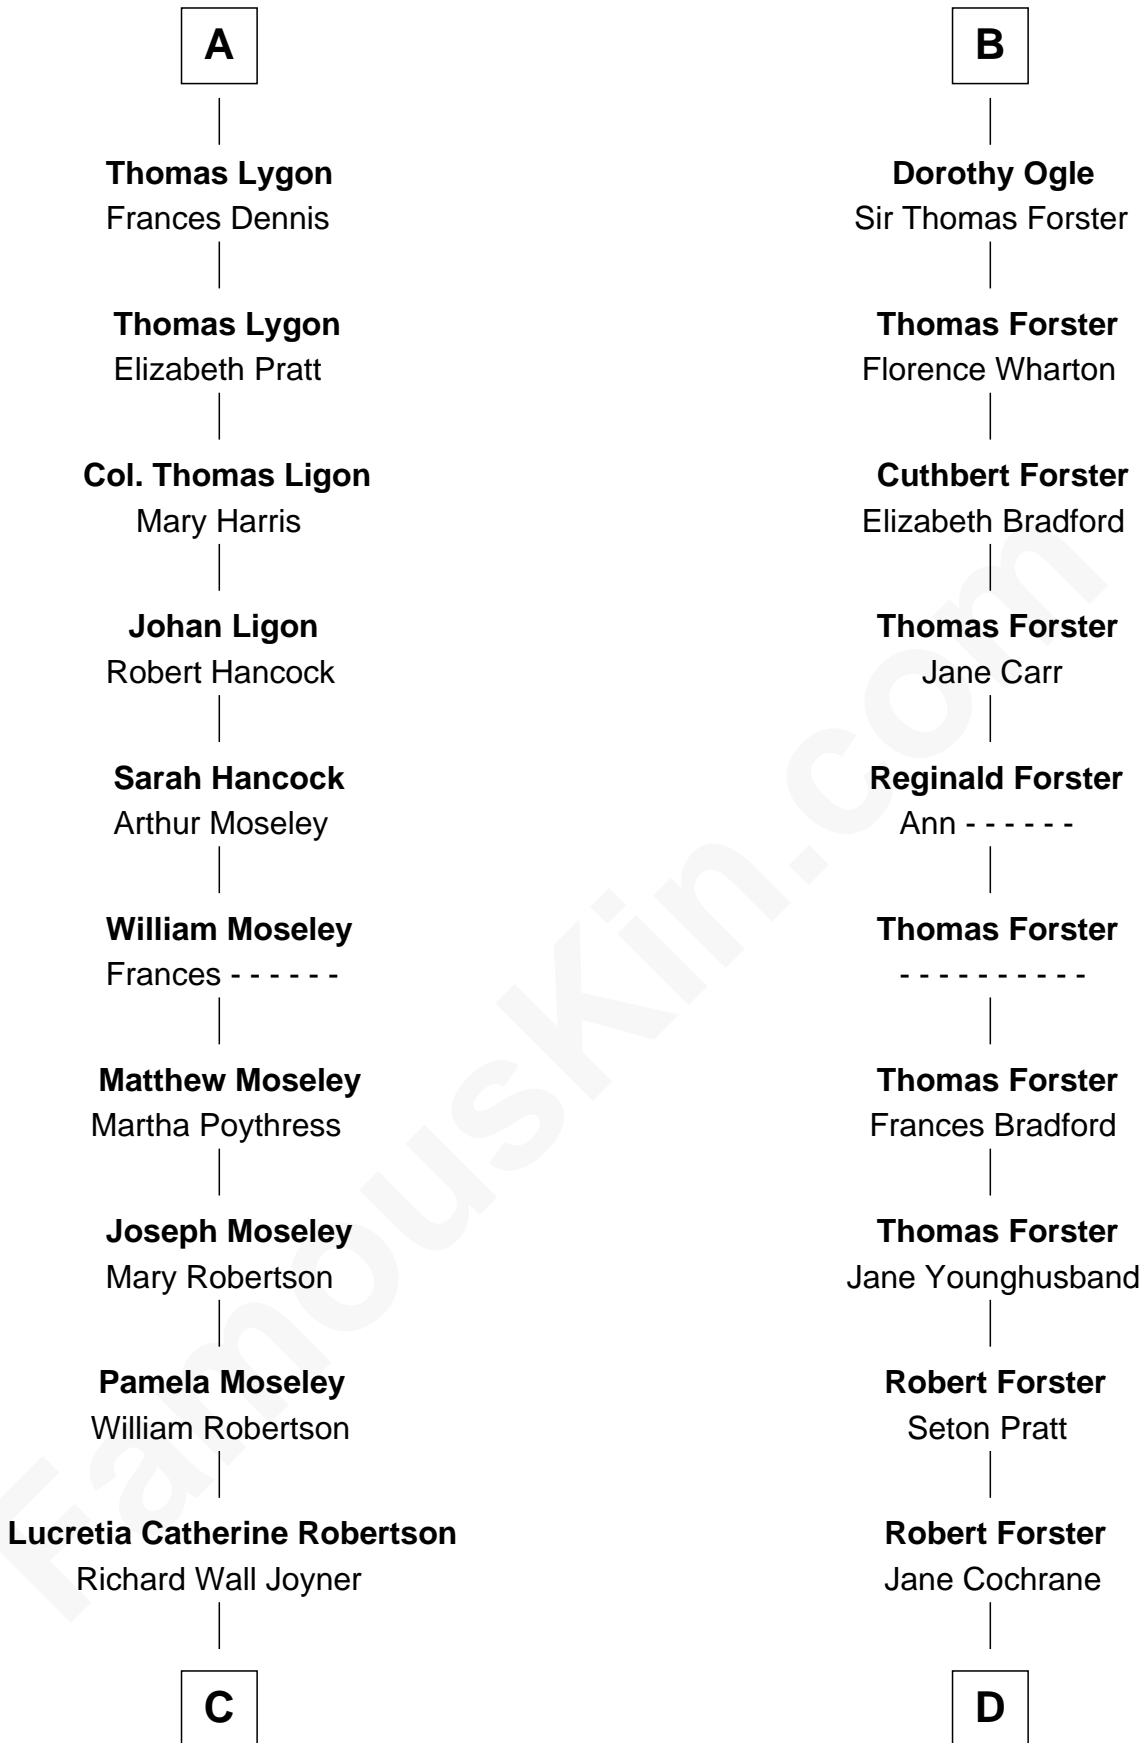 A
Thomas Lygon
Frances Dennis
Thomas Lygon
Elizabeth Pratt
Col. Thomas Ligon
Mary Harris
Johan Ligon
Robert Hancock
Sarah Hancock
Arthur Moseley
William Moseley
Frances - - - - - -
Matthew Moseley
Martha Poythress
Joseph Moseley
Mary Robertson
Pamela Moseley
William Robertson
Lucretia Catherine Robertson
Richard Wall Joyner
C
B
Dorothy Ogle
Sir Thomas Forster
Thomas Forster
Florence Wharton
Cuthbert Forster
Elizabeth Bradford
Thomas Forster
Jane Carr
Reginald Forster
Ann - - - - - -
Thomas Forster
- - - - - - - - - -
Thomas Forster
Frances Bradford
Thomas Forster
Jane Younghusband
Robert Forster
Seton Pratt
Robert Forster
Jane Cochrane
D
FamousKin.com